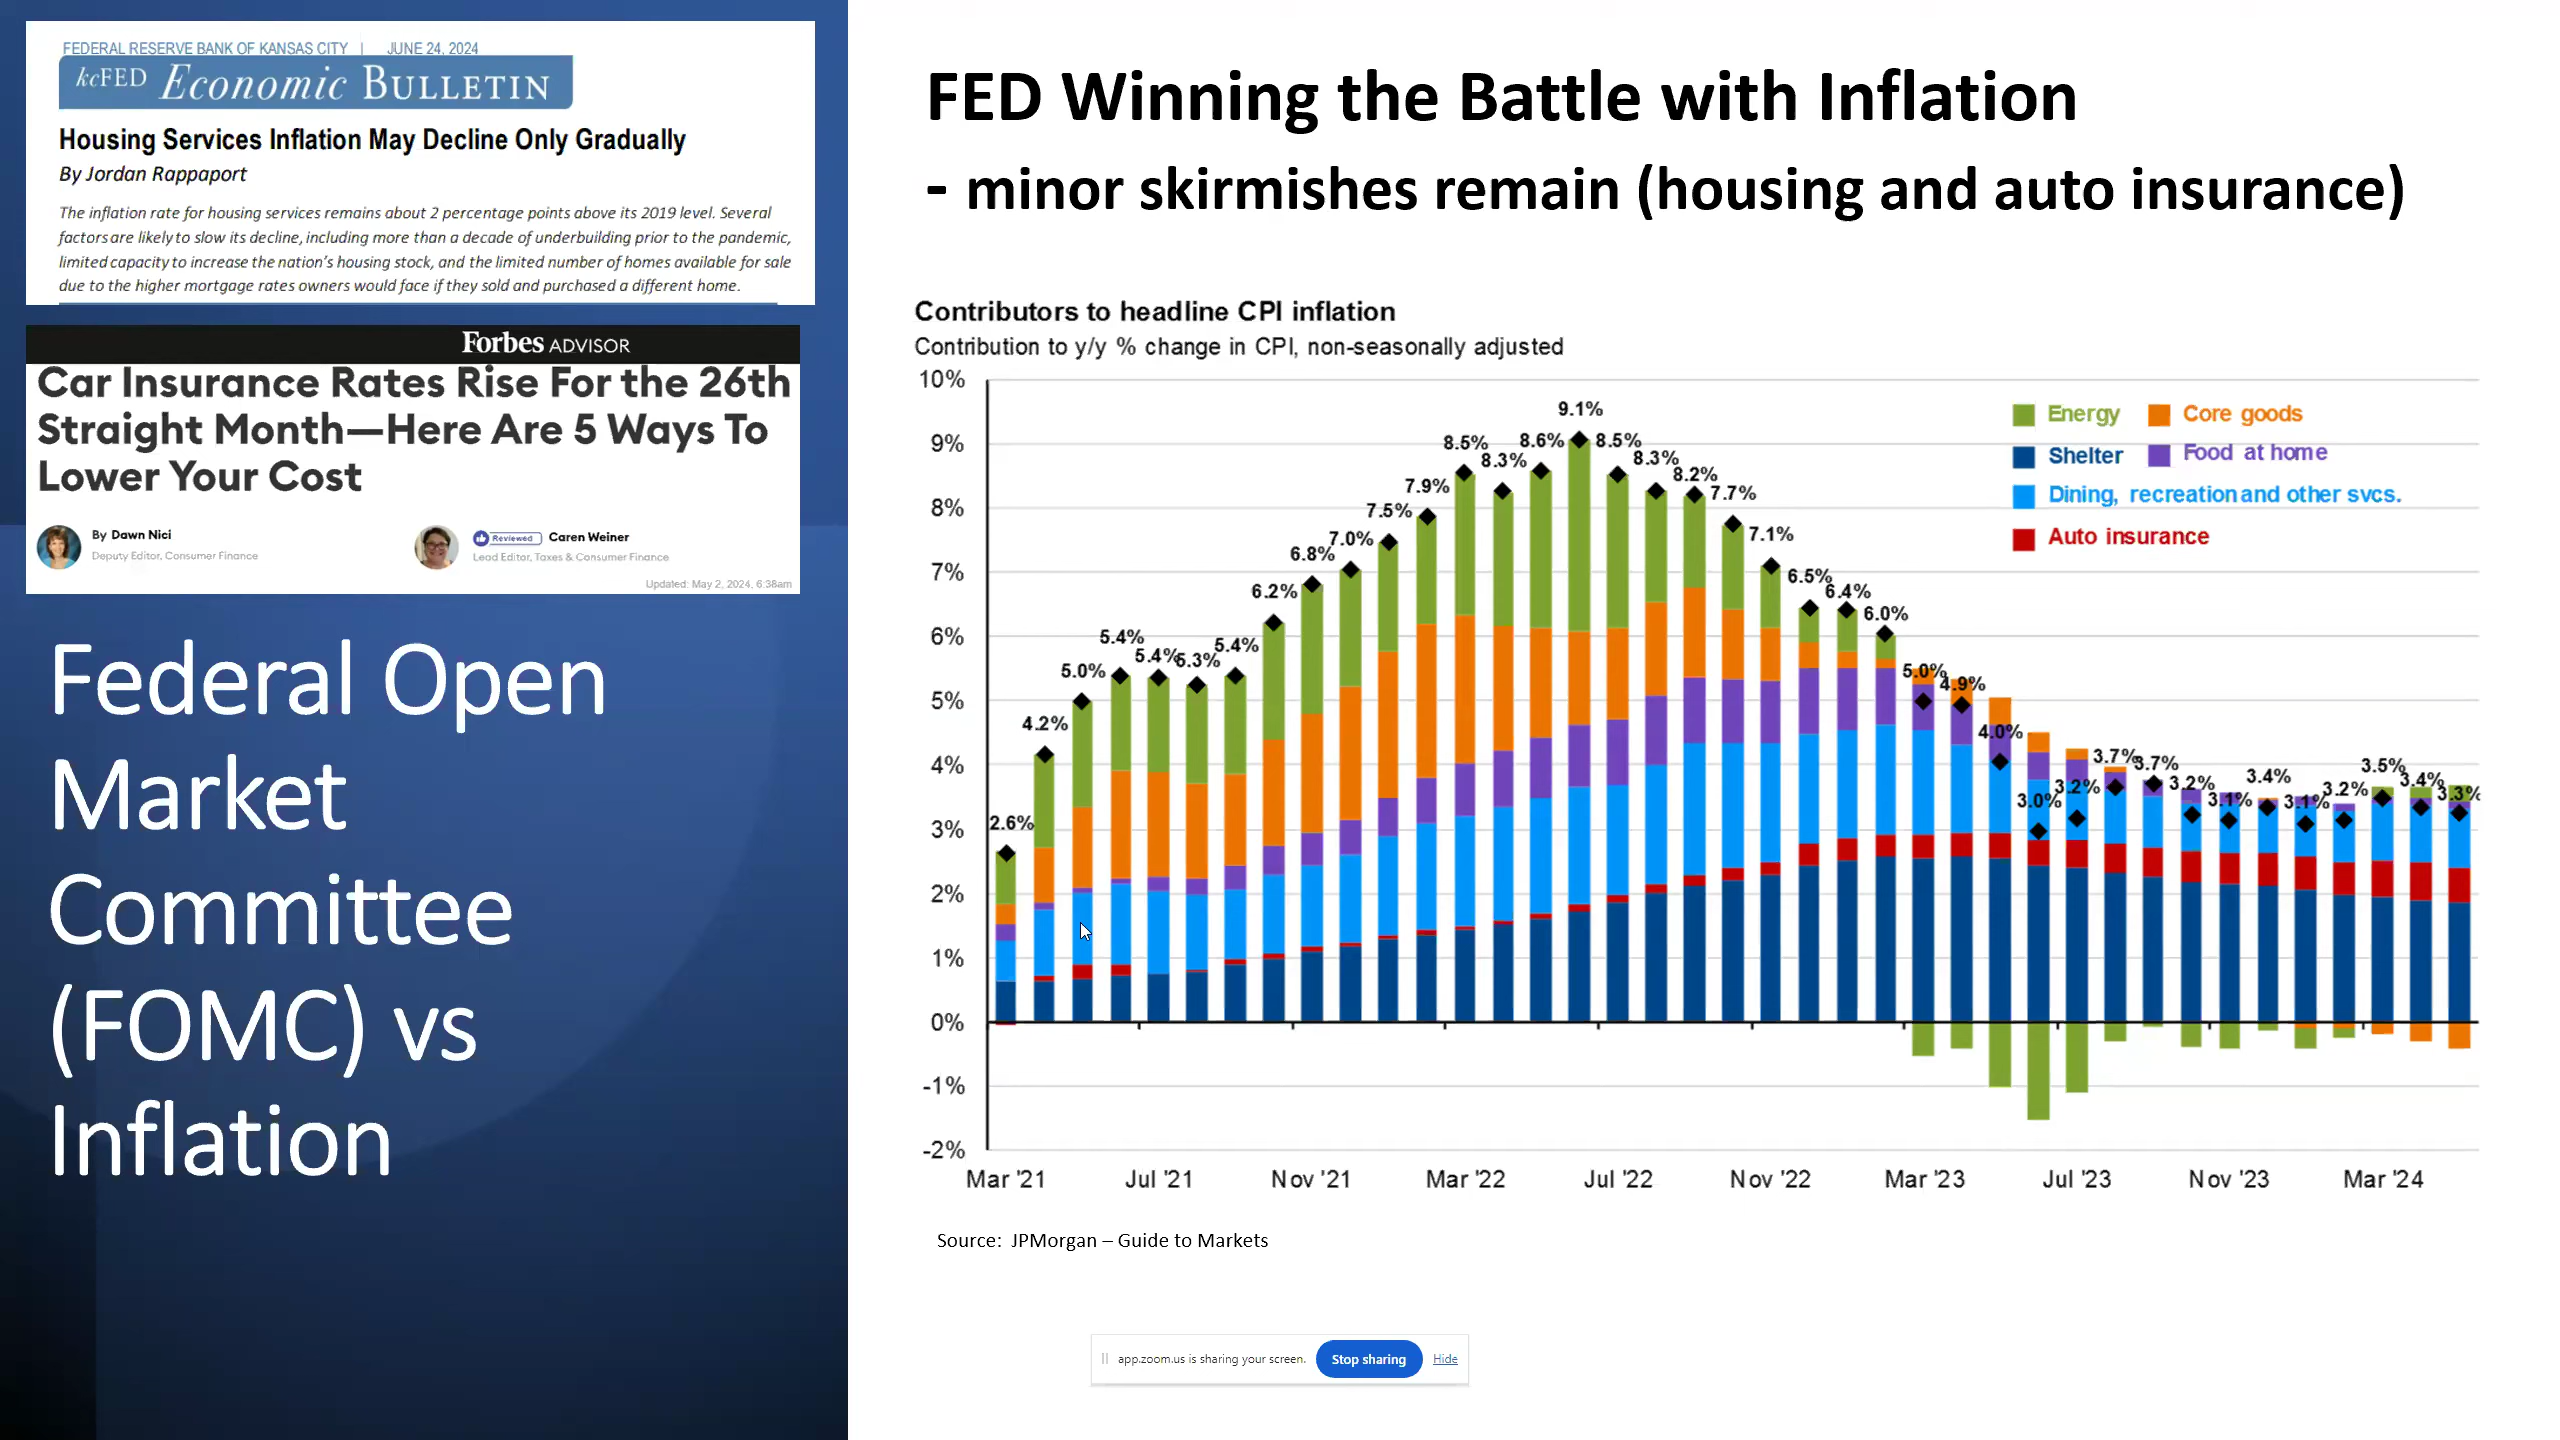 FEDERAL RESERVE BANK OF KANSAS CITY | JUNE 24, 2024
kcFED Economic BULLETIN
Housing Services Inflation May Decline Only Gradually
By Jordan Rappaport
The inflation rate for housing services remains about 2 percentage points above its 2019 level. Several
factors are likely to slow its decline, including more than a decade of underbuilding prior to the pandemic,
limited capacity to increase the nation's housing stock, and the limited number of homes available for sale
due to the higher mortgage rates owners would face if they sold and purchased a different home.
Forbes ADVISOR
Car Insurance Rates Rise For the 26th
Straight Month—Here Are 5 Ways To
Lower Your Cost
By Dawn Nici
Deputy Editor, Consumer Finance
Reviewed Caren Weiner
Lead Editor, Taxes & Consumer Finance
Updated: May 2, 2024, 6:38am
Federal Open
Market
Committee
(FOMC) vs
Inflation
FED Winning the Battle with Inflation
- minor skirmishes remain (housing and auto insurance)
Contributors to headline CPI inflation
Contribution to y/y % change in CPI, non-seasonally adjusted
10%
9%
8%
7%
6%
5%
4%
3%
2%
1%
0%
-1%
-2%
2.6%
4.2%
5.0%
5.4%
5.4%
5.3%
5.4%
6.2%
6.8%
7.0%
7.5%
7.9%
8.5%
8.3%
8.6%
9.1%
8.5%
8.3%
8.2%
7.7%
7.1%
6.5%
6.4%
6.0%
5.0%
4.9%
4.0%
3.0%
3.2%
3.7%
3.7%
3.2%
3.1%
3.4%
3.1%
3.2%
3.5%
3.4%
3.3%
Energy Core goods
Shelter Food at home
Dining, recreation and other svcs.
Auto insurance
Mar '21 Jul '21 Nov '21 Mar '22 Jul '22 Nov '22 Mar '23 Jul '23 Nov '23 Mar '24
Source: JPMorgan – Guide to Markets
app.zoom.us is sharing your screen. Stop sharing Hide